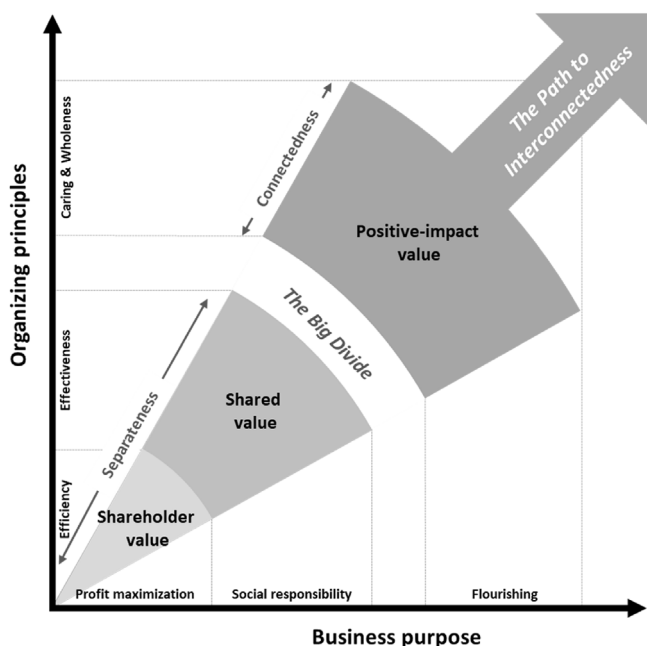 The Path to
Interconnectedness
Connectedness
Caring & Wholeness
Positive-impact
value
Organizing principles
The Big Divide
Separateness
Effectiveness
Shared
value
Efficiency
Shareholder
value
Profit maximization
Social responsibility
Flourishing
Business purpose